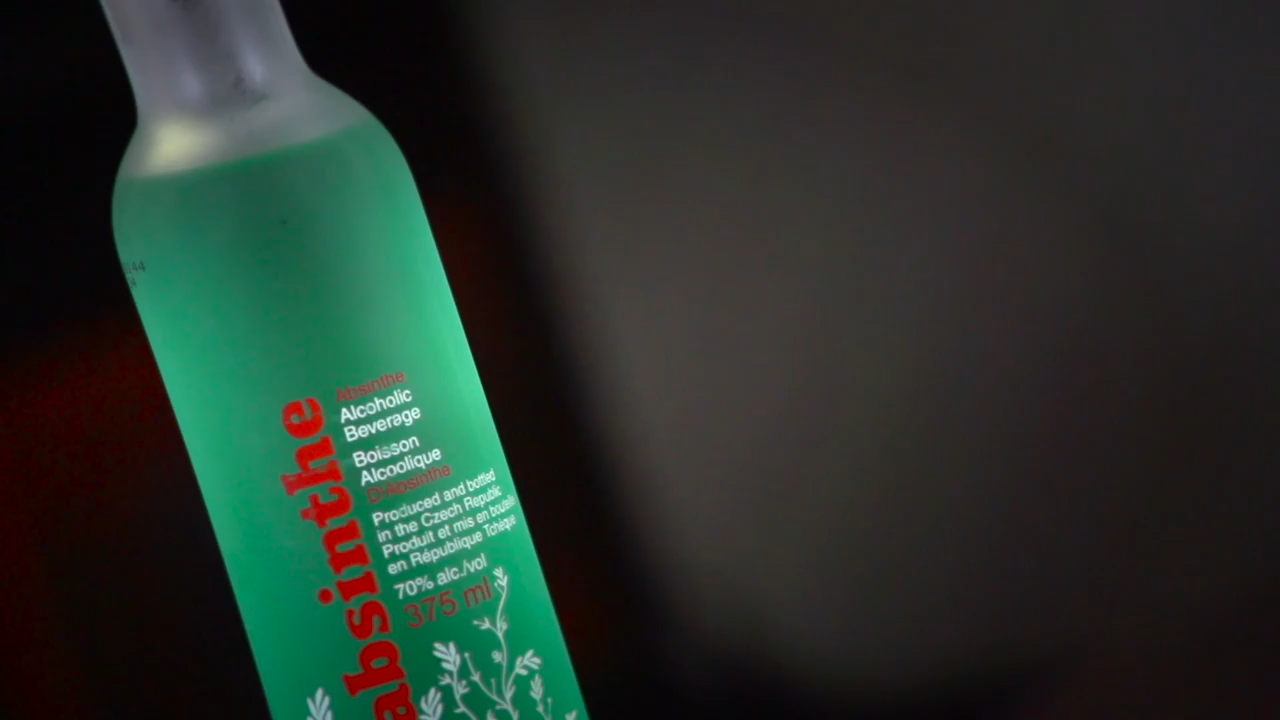 absinthe
Absinthe
Alcoholic
Beverage
Boisson
Alcoolique
D'Absinthe
Produced and bottled
in the Czech Republic
Produit et mis en bouteille
en République Tchèque
70% alc./vol
375 ml